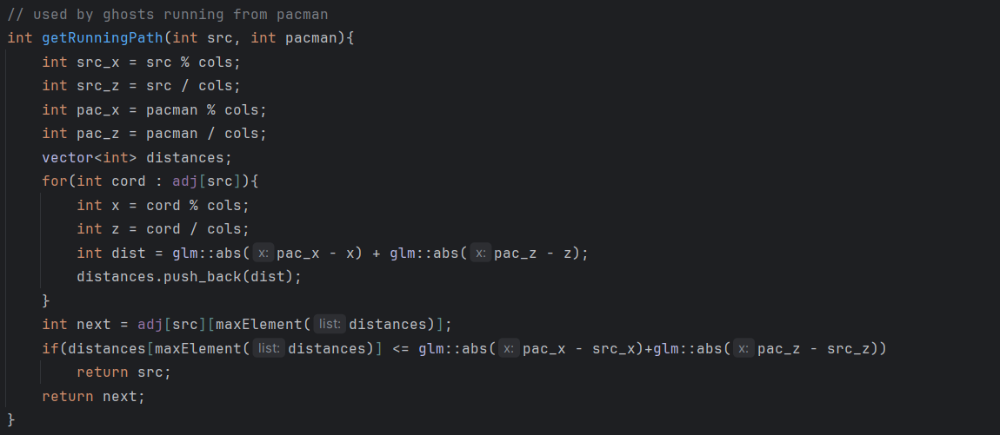 // used by ghosts running from pacman
int getRunningPath(int src, int pacman){
    int src_x = src % cols;
    int src_z = src / cols;
    int pac_x = pacman % cols;
    int pac_z = pacman / cols;
    vector<int> distances;
    for(int cord : adj[src]){
        int x = cord % cols;
        int z = cord / cols;
        int dist = glm::abs( x: pac_x - x) + glm::abs( x: pac_z - z);
        distances.push_back(dist);
    }
    int next = adj[src][maxElement( list: distances)];
    if(distances[maxElement( list: distances)] <= glm::abs( x: pac_x - src_x)+glm::abs( x: pac_z - src_z))
        return src;
    return next;
}